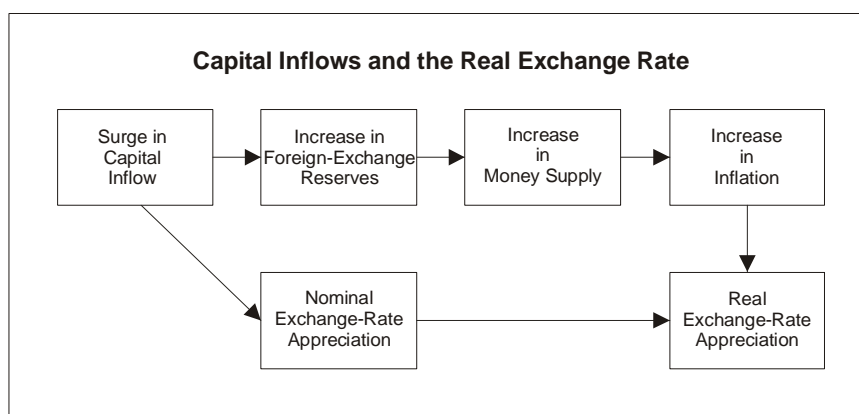 Capital Inflows and the Real Exchange Rate
Surge in
Capital
Inflow
Increase in
Foreign-Exchange
Reserves
Increase
in
Money Supply
Increase
in
Inflation
Nominal
Exchange-Rate
Appreciation
Real
Exchange-Rate
Appreciation